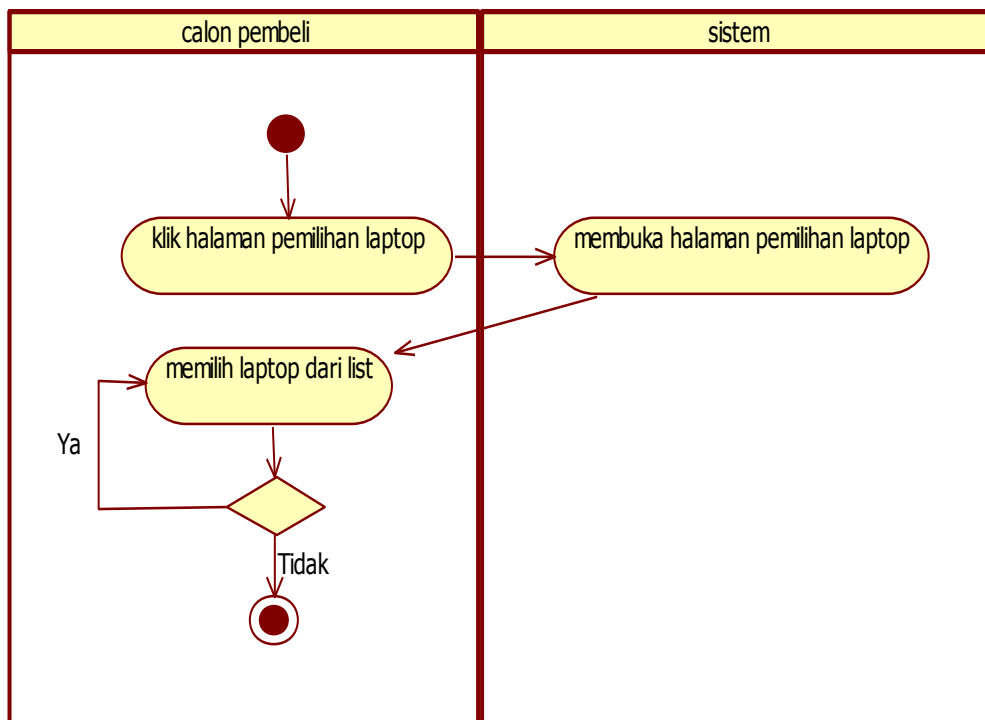 calon pembeli
sistem
klik halaman pemilihan laptop
membuka halaman pemilihan laptop
memilih laptop dari list
Ya
Tidak